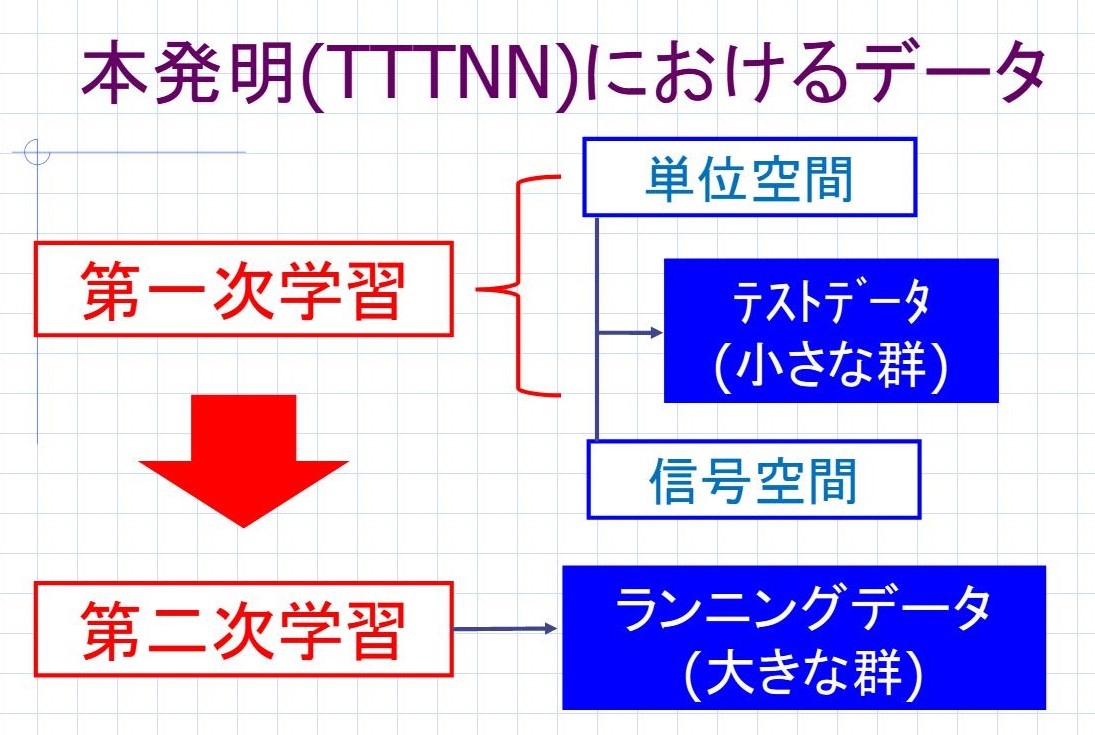 本発明(TTTNN)におけるデータ
単位空間
第一次学習
ﾃｽﾄﾃﾞｰﾀ
(小さな群)
信号空間
第二次学習
ランニングデータ
(大きな群)